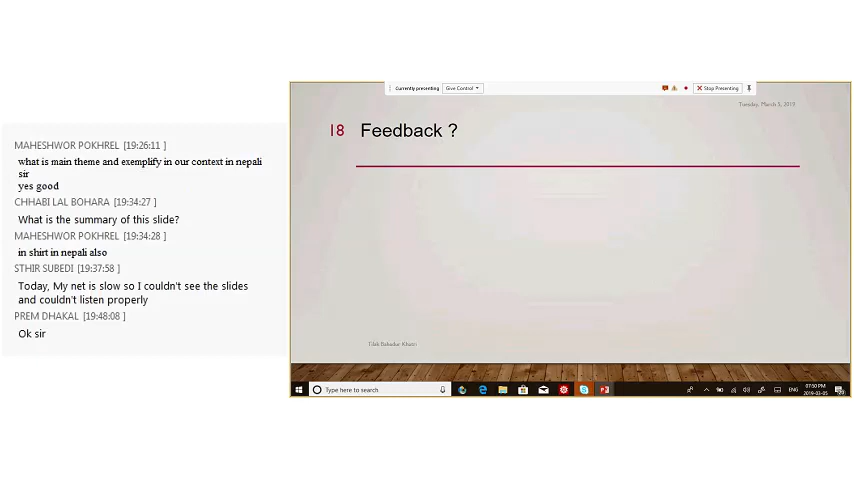 MAHESHWOR POKHREL [19:26:11 ]
what is main theme and exemplify in our context in nepali
sir
yes good
CHHABI LAL BOHARA [19:34:27 ]
What is the summary of this slide?
MAHESHWOR POKHREL [19:34:28 ]
in shirt in nepali also
STHIR SUBEDI [19:37:58 ]
Today, My net is slow so I couldn't see the slides
and couldn't listen properly
PREM DHAKAL [19:48:08 ]
Ok sir
Currently presenting Give Control Stop Presenting
Tuesday, March 5, 2019
18 Feedback ?
Type here to search
ENG
07:50 PM
2019-03-05